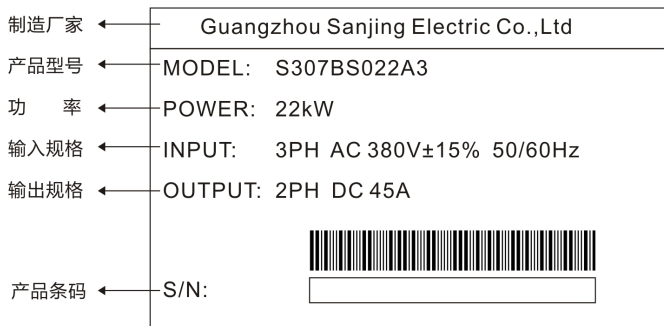 制造厂家 Guangzhou Sanjing Electric Co.,Ltd
产品型号 MODEL: S307BS022A3
功 率 POWER: 22kW
输入规格 INPUT: 3PH AC 380V±15% 50/60Hz
输出规格 OUTPUT: 2PH DC 45A
产品条码 S/N: